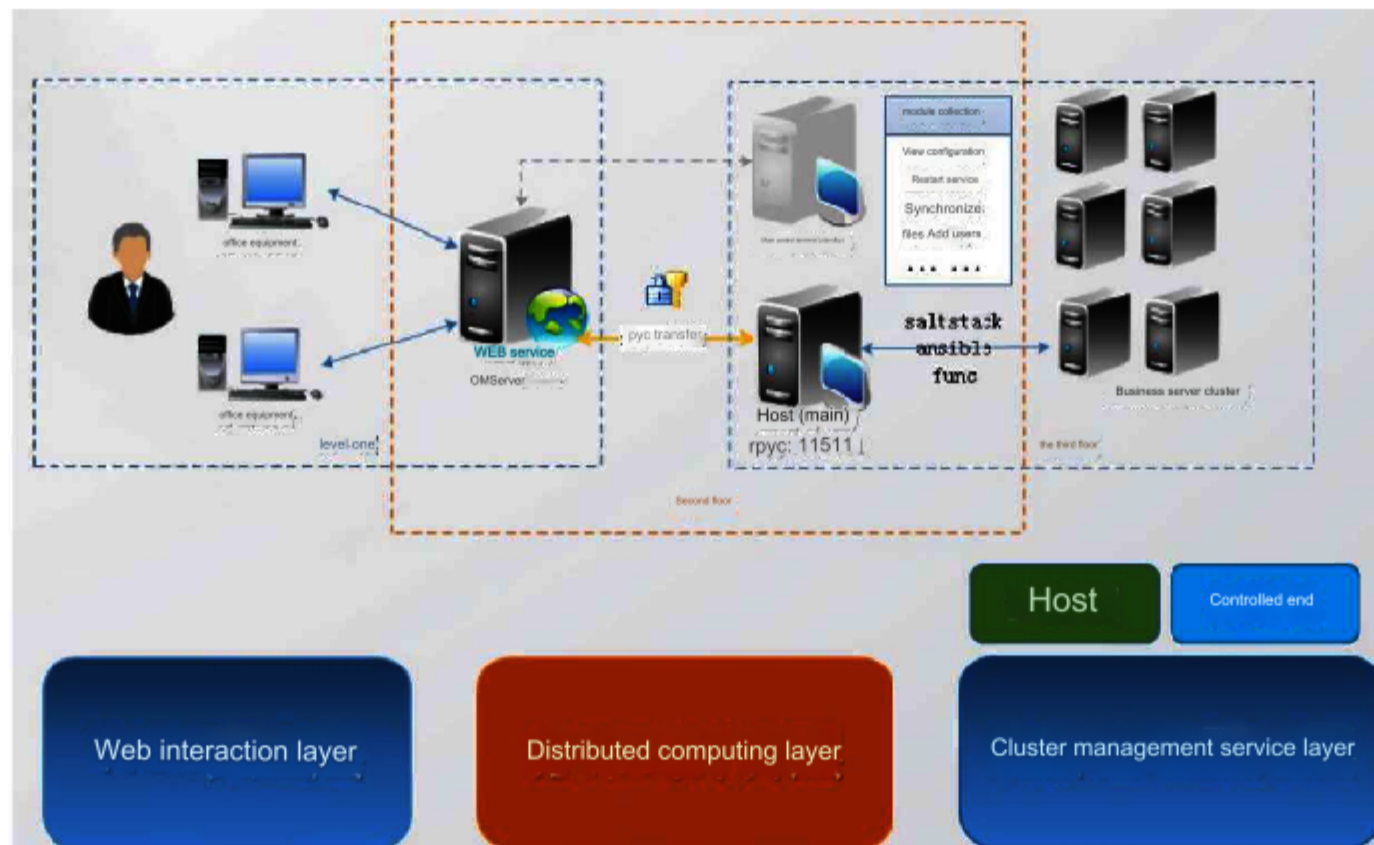 module collection
View configuration
Restart service
Synchronize
files Add users
... ...
office equipment
WEB service
OMServer
pyc transfer
saltstack
ansible
func
Host (main)
rpyc: 11511
Business server cluster
office equipment
level-one
the third floor
Second floor
Host
Controlled end
Web interaction layer
Distributed computing layer
Cluster management service layer